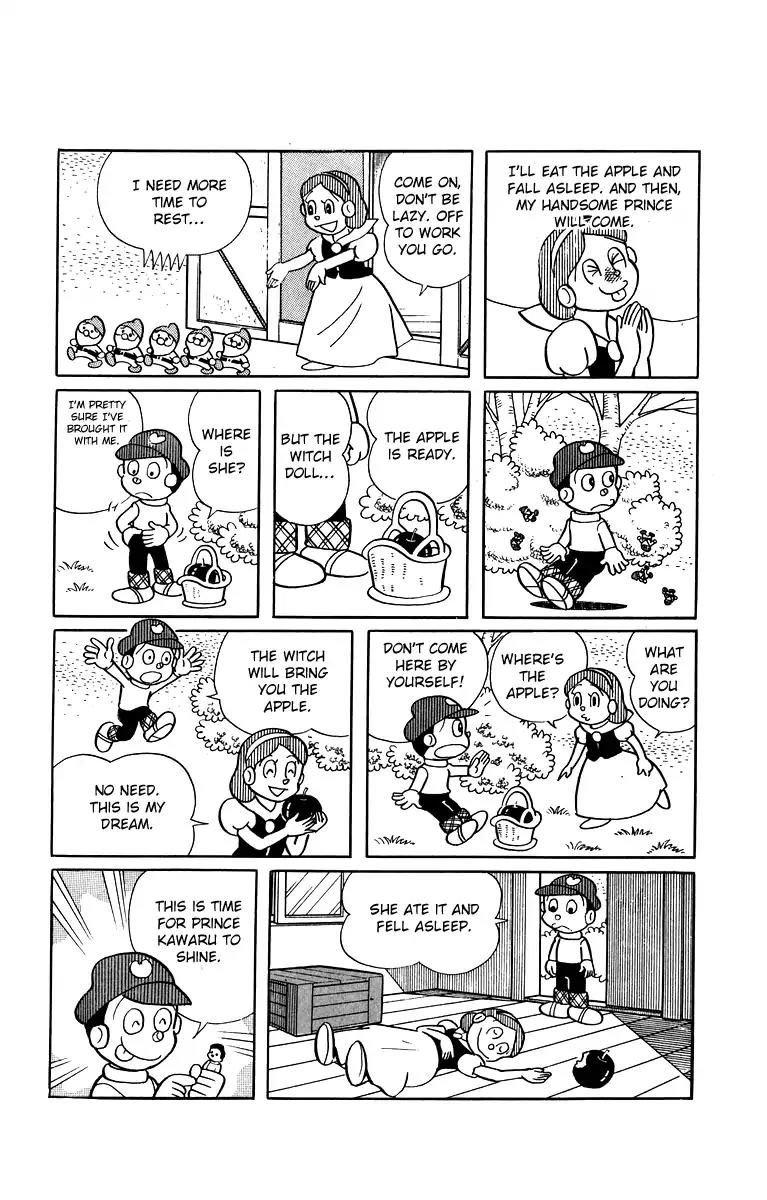 I'LL EAT THE APPLE AND
FALL ASLEEP. AND THEN,
MY HANDSOME PRINCE
WILL COME.
COME ON,
DON'T BE
LAZY. OFF
TO WORK
YOU GO.
I NEED MORE
TIME TO
REST...
THE APPLE
IS READY.
BUT THE
WITCH
DOLL...
WHERE
IS
SHE?
I'M PRETTY
SURE I'VE
BROUGHT IT
WITH ME.
WHAT
ARE
YOU
DOING?
WHERE'S
THE
APPLE?
DON'T COME
HERE BY
YOURSELF!
THE WITCH
WILL BRING
YOU THE
APPLE.
NO NEED.
THIS IS MY
DREAM.
SHE ATE IT AND
FELL ASLEEP.
THIS IS TIME
FOR PRINCE
KAWARU TO
SHINE.